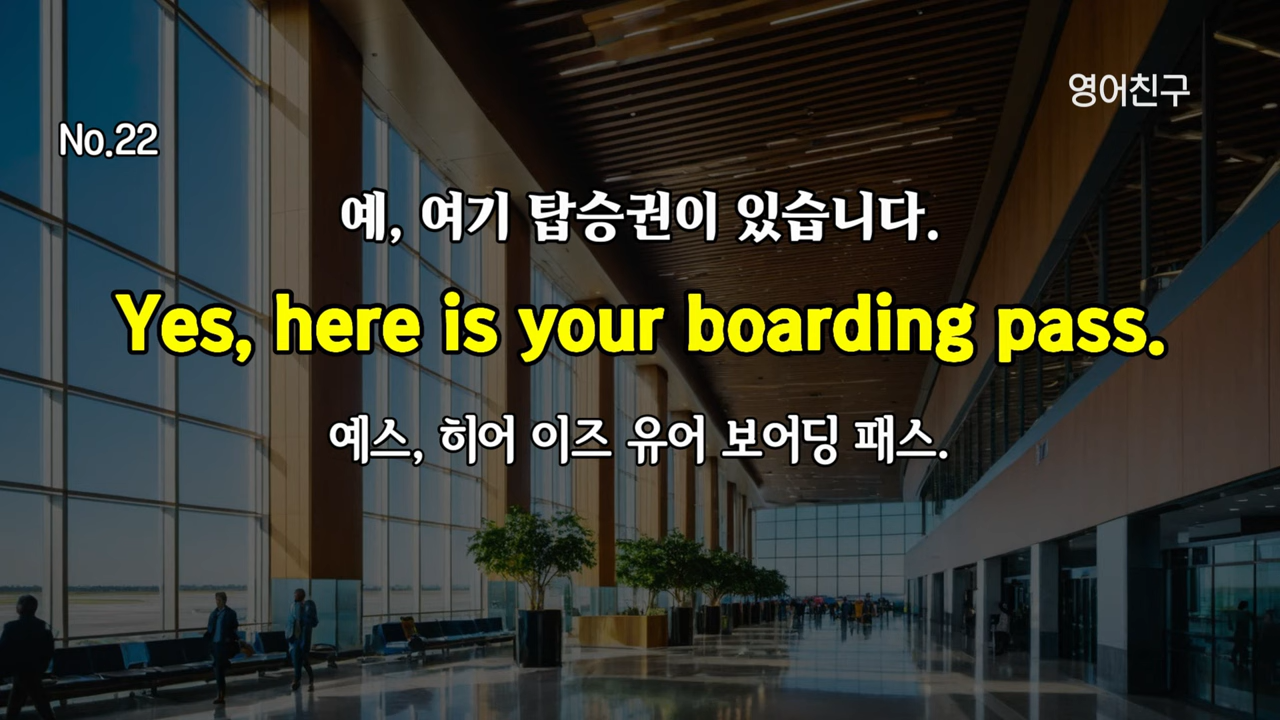 영어친구
No.22
예, 여기 탑승권이 있습니다.
Yes, here is your boarding pass.
예스, 히어 이즈 유어 보어딩 패스.